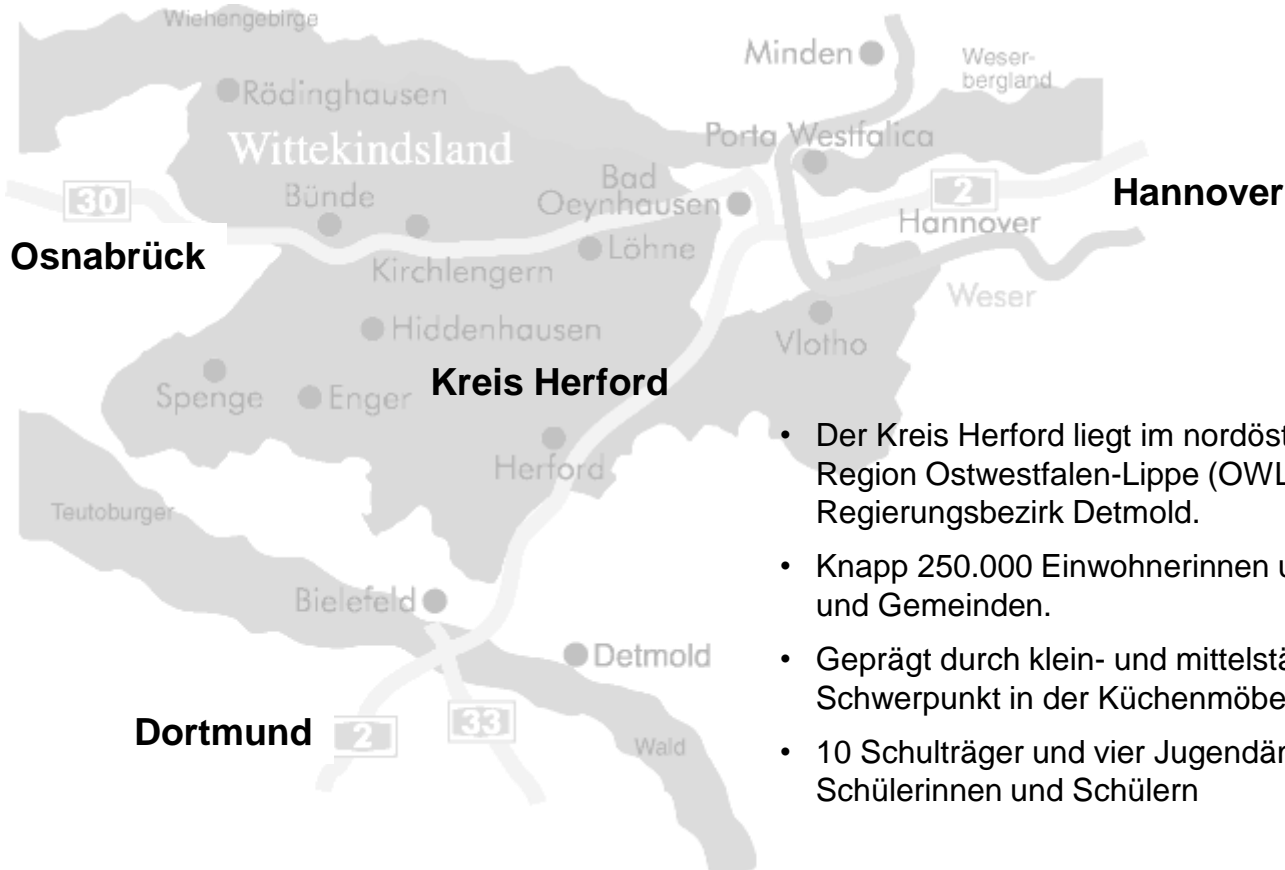 Wiehengebirge
Minden
Weser-
bergland
Rödinghausen
Wittekindsland
Porta Westfalica
Bad
Oeynhausen
30
Bünde
2
Hannover
Hannover
Osnabrück
Löhne
Kirchlengern
Weser
Hiddenhausen
Vlotho
Kreis Herford
Spenge
Enger
Herford
Teutoburger
Bielefeld
Detmold
Dortmund
2
33
Wald
• Der Kreis Herford liegt im nordöst
Region Ostwestfalen-Lippe (OWL
Regierungsbezirk Detmold.
• Knapp 250.000 Einwohnerinnen u
und Gemeinden.
• Geprägt durch klein- und mittelstä
Schwerpunkt in der Küchenmöbe
• 10 Schulträger und vier Jugendär
Schülerinnen und Schülern